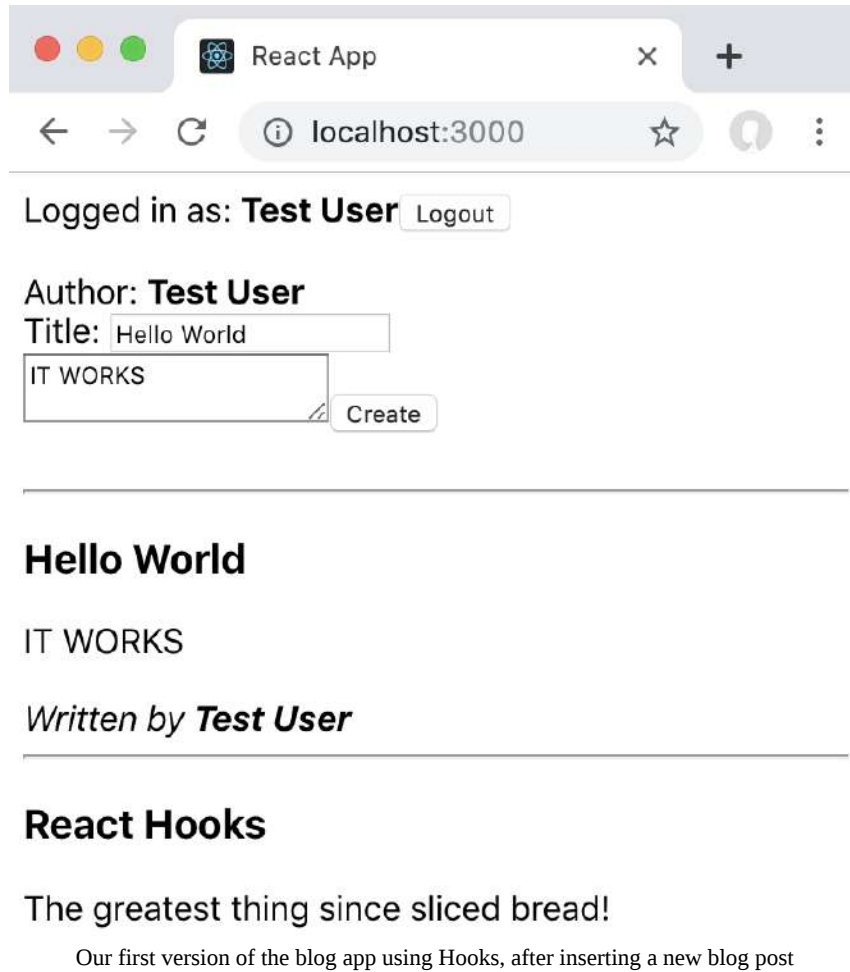 React App
localhost:3000
Logged in as: Test User Logout
Author: Test User
Title: Hello World
IT WORKS
Create
Hello World
IT WORKS
Written by Test User
React Hooks
The greatest thing since sliced bread!
Our first version of the blog app using Hooks, after inserting a new blog post